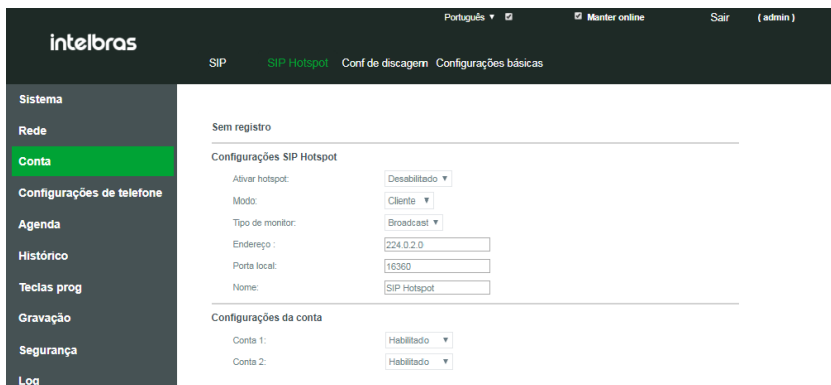 Português
Manter online
Sair
( admin )
intelbras
SIP
SIP Hotspot
Conf de discagem
Configurações básicas
Sistema
Rede
Conta
Configurações de telefone
Agenda
Histórico
Teclas prog
Gravação
Segurança
Log
Sem registro
Configurações SIP Hotspot
Ativar hotspot: Desabilitado
Modo: Cliente
Tipo de monitor: Broadcast
Endereço : 224.0.2.0
Porta local: 16360
Nome: SIP Hotspot
Configurações da conta
Conta 1: Habilitado
Conta 2: Habilitado